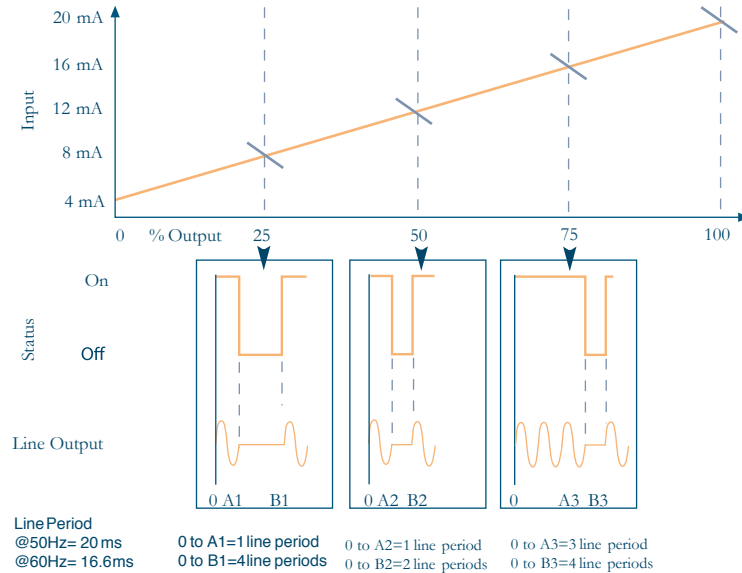 20 mA
16 mA
12 mA
8 mA
4 mA
Input
0 % Output 25 50 75 100
On
Off
Status
Line Output
0 A1 B1
0 A2 B2
0 A3 B3
Line Period
@50Hz= 20 ms
@60Hz= 16.6ms
0 to A1=1 line period
0 to B1=4line periods
0 to A2=1 line period
0 to B2=2 line periods
0 to A3=3 line period
0 to B3=4 line periods